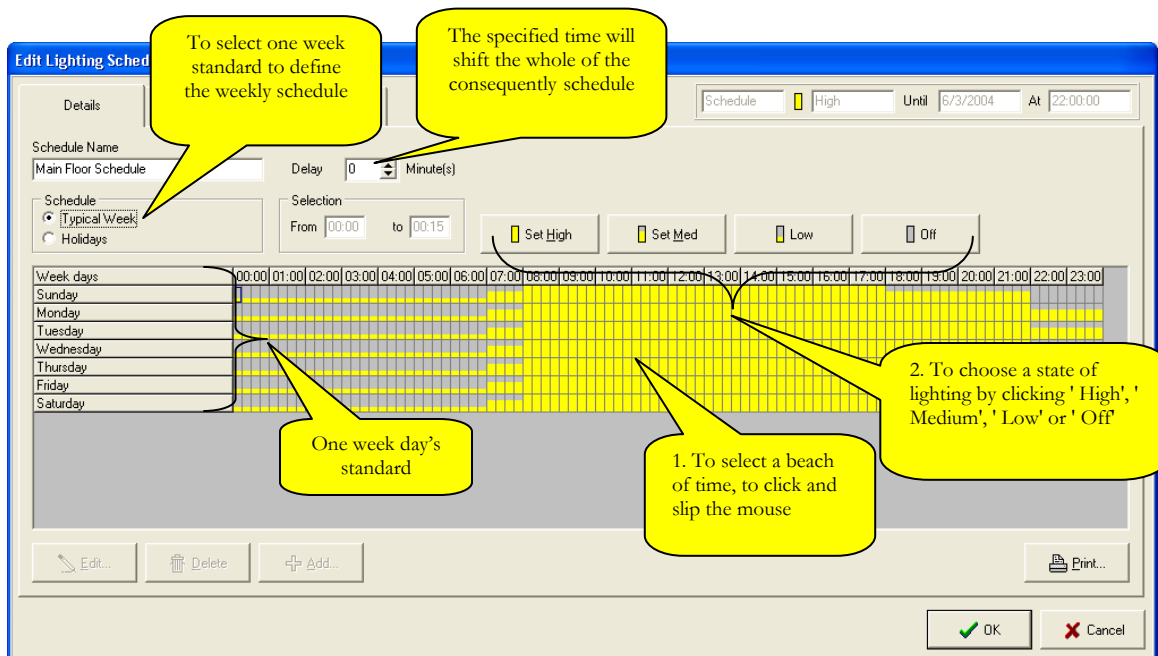 To select one week
standard to define
the weekly schedule
The specified time will
shift the whole of the
consequently schedule
Edit Lighting Sched
Details
Schedule
High
Until
6/3/2004
At
22:00:00
Schedule Name
Main Floor Schedule
Delay
0
Minute(s)
Schedule
Typical Week
Holidays
Selection
From
00:00
to
00:15
Set High
Set Med
Low
Off
Week days
00:00 01:00 02:00 03:00 04:00 05:00 06:00 07:00 08:00 09:00 10:00 11:00 12:00 13:00 14:00 15:00 16:00 17:00 18:00 19:00 20:00 21:00 22:00 23:00
Sunday
Monday
Tuesday
Wednesday
Thursday
Friday
Saturday
One week day's
standard
1. To select a beach
of time, to click and
slip the mouse
2. To choose a state of
lighting by clicking ' High', '
Medium', ' Low' or ' Off'
Edit...
Delete
Add...
Print...
OK
Cancel